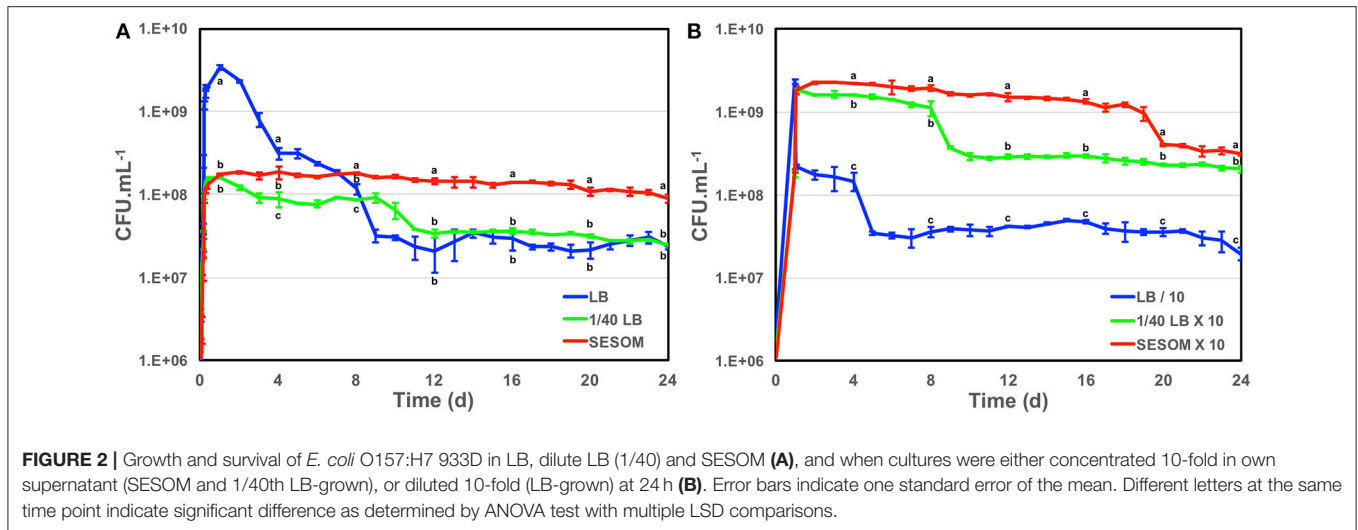 A
CFU.mL-1
1.E+10
1.E+09
1.E+08
1.E+07
1.E+06
a
b
b
a
b
c
a
b
c
a
b
b
a
b
b
a
b
b
a
b
b
LB
1/40 LB
SESOM
0 4 8 12 16 20 24
Time (d)
B
CFU.mL-1
1.E+10
1.E+09
1.E+08
1.E+07
1.E+06
a
b
c
a
b
c
a
b
c
a
b
c
a
b
c
a
b
c
LB / 10
1/40 LB X 10
SESOM X 10
0 4 8 12 16 20 24
Time (d)
FIGURE 2 | Growth and survival of E. coli O157:H7 933D in LB, dilute LB (1/40) and SESOM (A), and when cultures were either concentrated 10-fold in own
supernatant (SESOM and 1/40th LB-grown), or diluted 10-fold (LB-grown) at 24 h (B). Error bars indicate one standard error of the mean. Different letters at the same
time point indicate significant difference as determined by ANOVA test with multiple LSD comparisons.